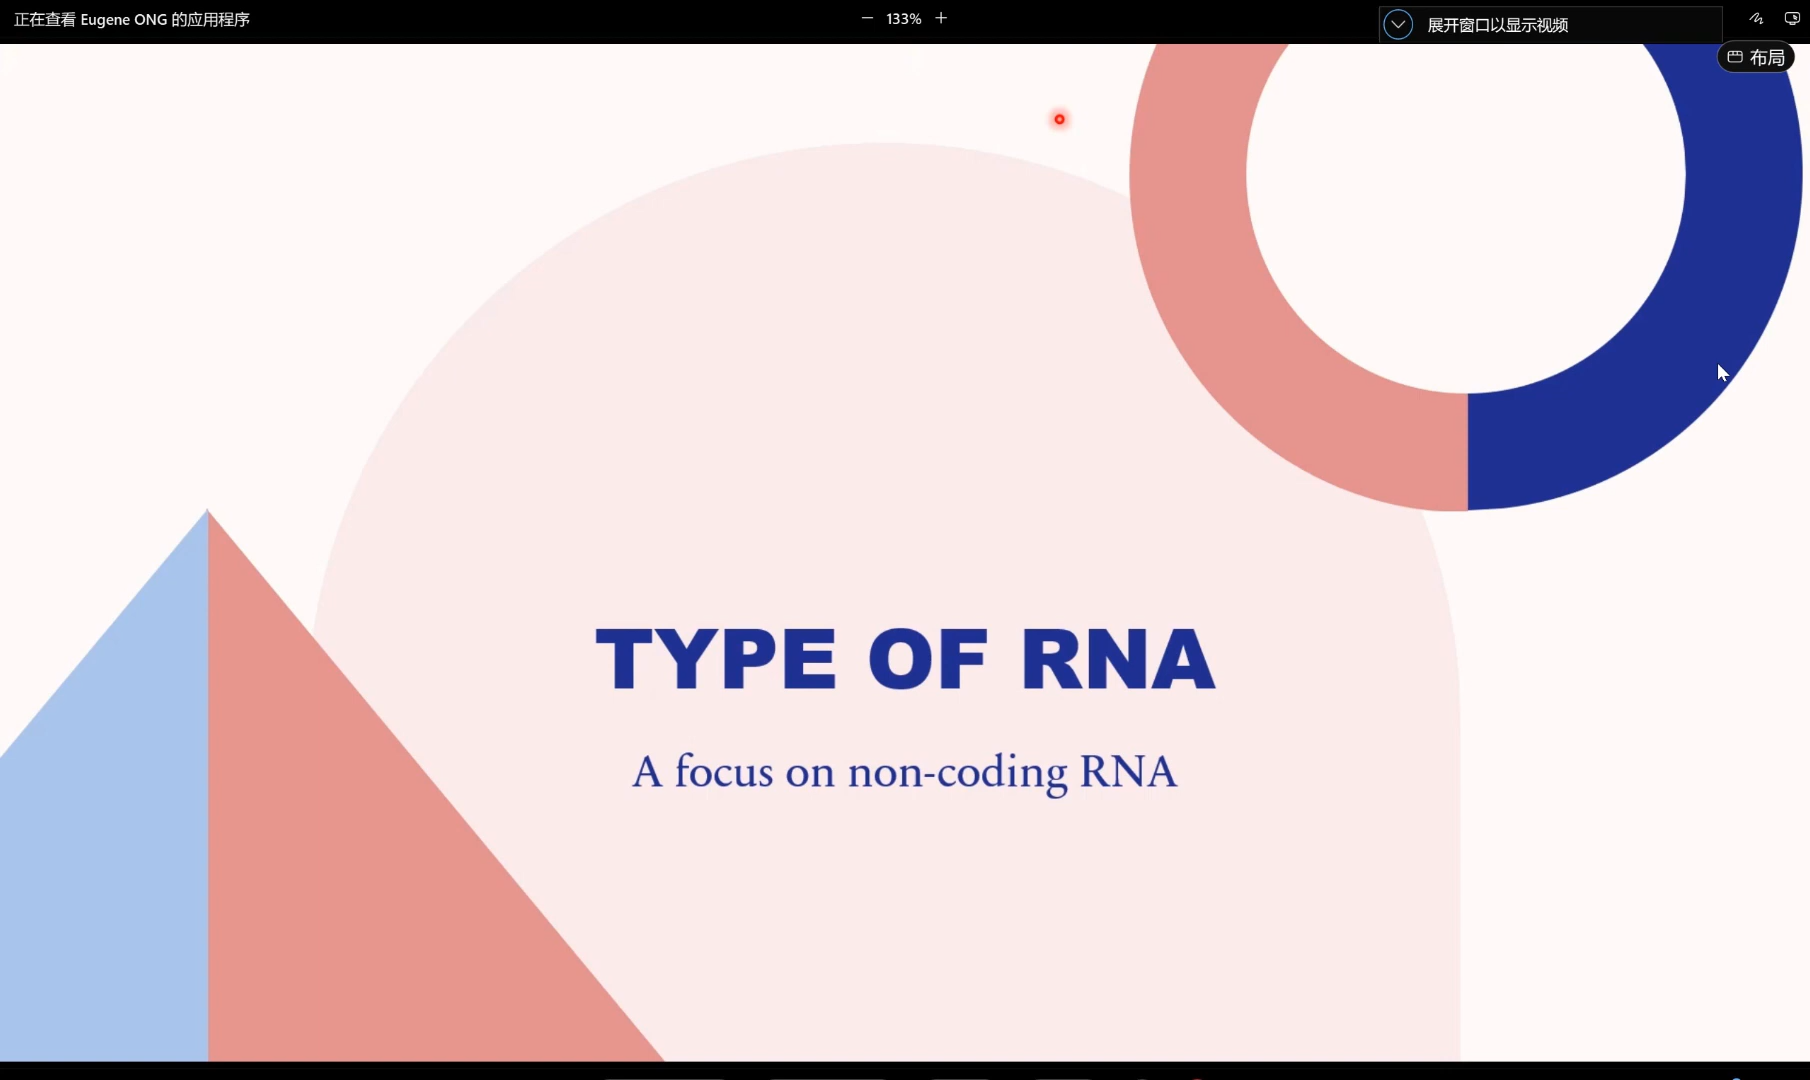 正在查看 Eugene ONG 的应用程序
133%
展开窗口以显示视频
布局
TYPE OF RNA
A focus on non-coding RNA